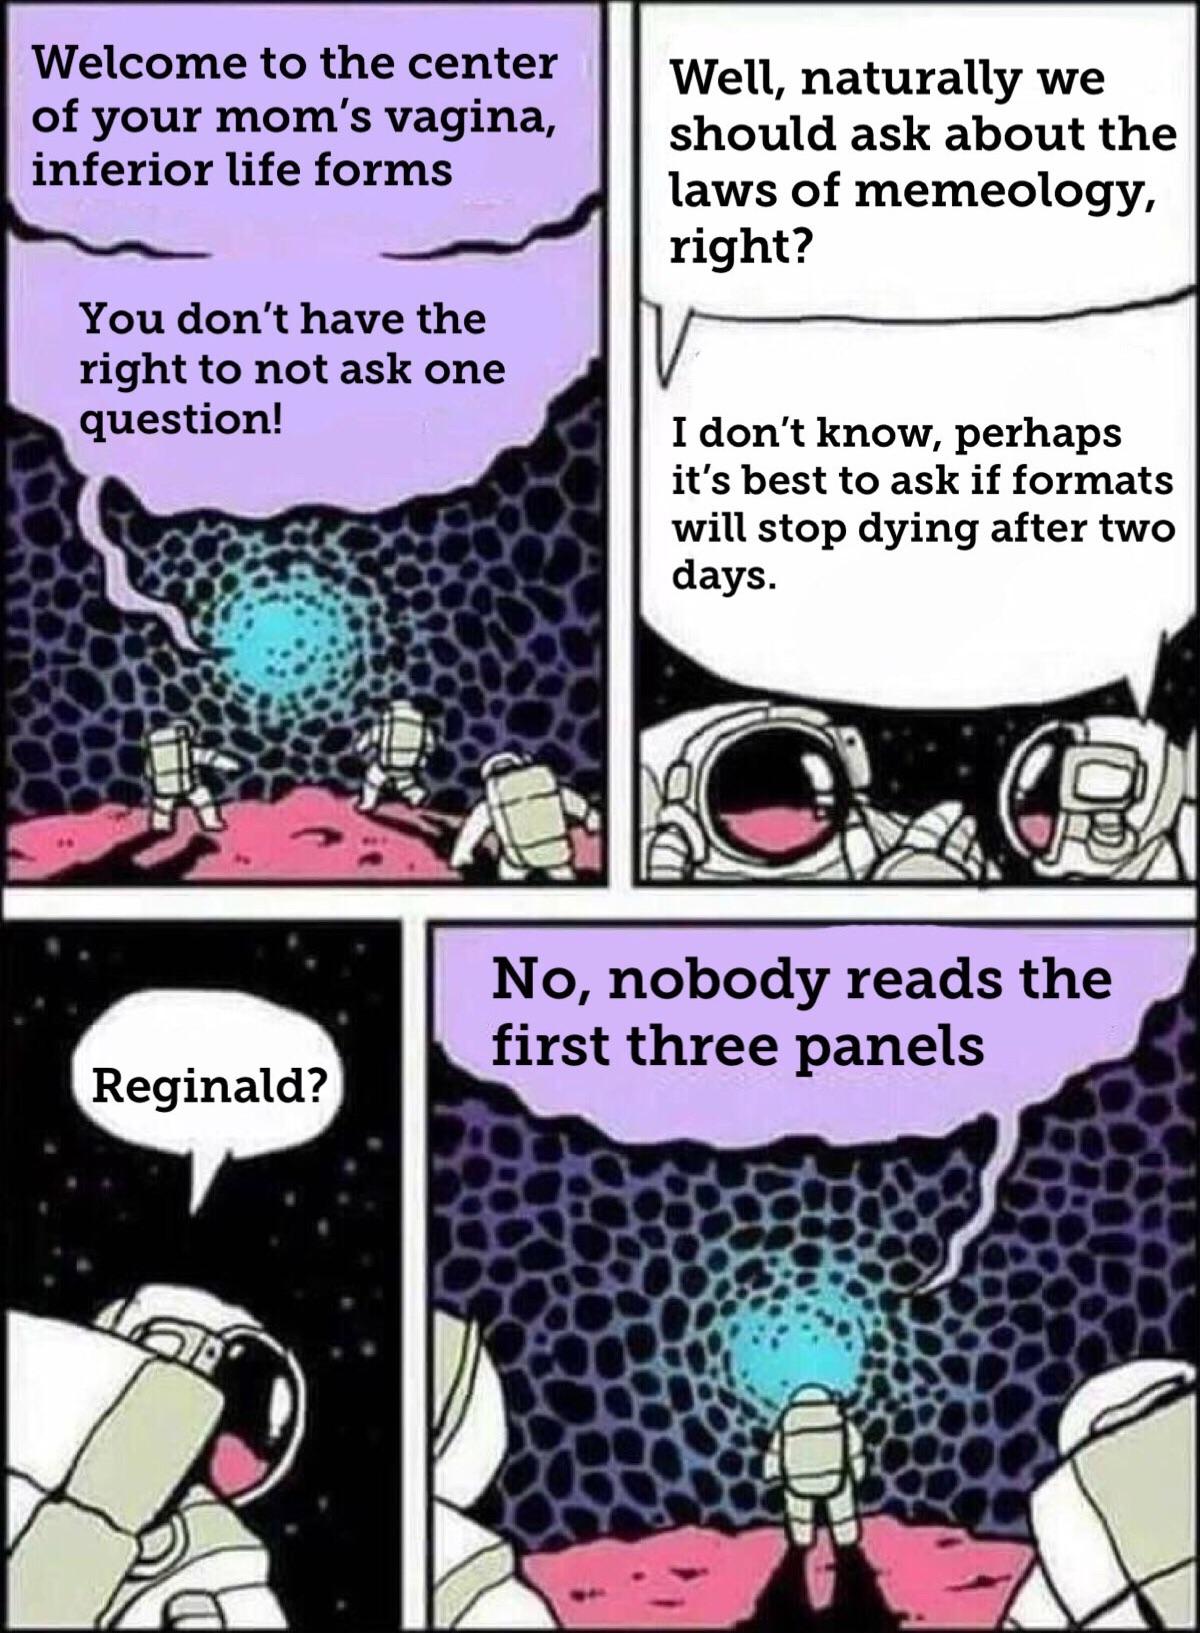 Welcome to the center
of your mom's vagina,
inferior life forms
You don't have the
right to not ask one
question!
Well, naturally we
should ask about the
laws of memeology,
right?
I don't know, perhaps
it's best to ask if formats
will stop dying after two
days.
Reginald?
No, nobody reads the
first three panels